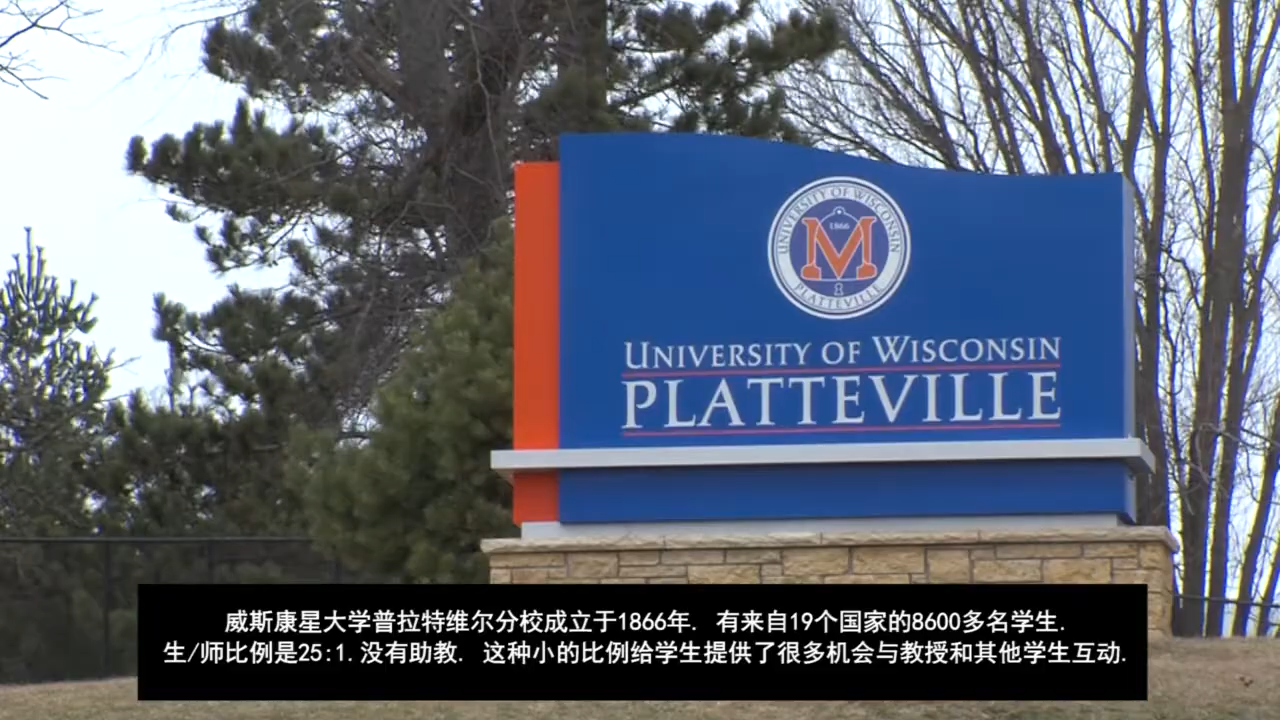 UNIVERSITY OF WISCONSIN
1866
M
PLATTEVILLE
UNIVERSITY OF WISCONSIN
PLATTEVILLE
威斯康星大学普拉特维尔分校成立于1866年. 有来自19个国家的8600多名学生.
生/师比例是25:1.没有助教. 这种小的比例给学生提供了很多机会与教授和其他学生互动.